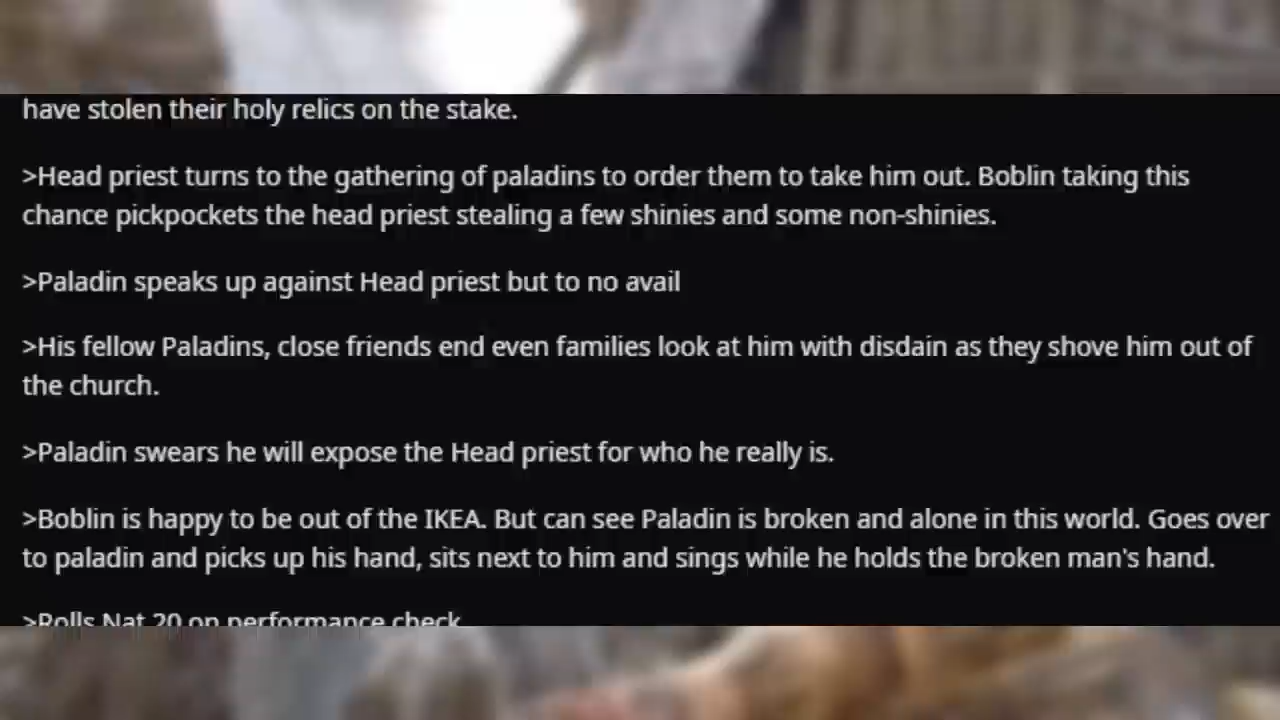 have stolen their holy relics on the stake.
>Head priest turns to the gathering of paladins to order them to take him out. Boblin taking this
chance pickpockets the head priest stealing a few shinies and some non-shinies.
>Paladin speaks up against Head priest but to no avail
>His fellow Paladins, close friends end even families look at him with disdain as they shove him out of
the church.
>Paladin swears he will expose the Head priest for who he really is.
>Boblin is happy to be out of the IKEA. But can see Paladin is broken and alone in this world. Goes over
to paladin and picks up his hand, sits next to him and sings while he holds the broken man's hand.
>Rolls Nat 20 on performance check